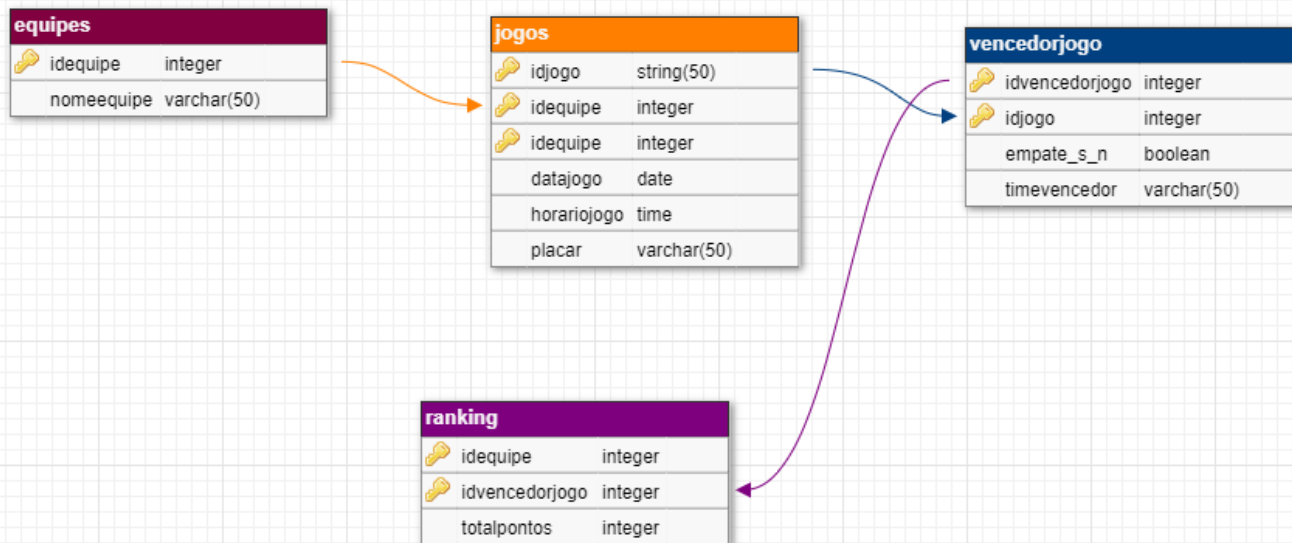 equipes
idequipe integer
nomeequipe varchar(50)
jogos
idjogo string(50)
idequipe integer
idequipe integer
datajogo date
horariojogo time
placar varchar(50)
vencedorjogo
idvencedorjogo integer
idjogo integer
empate_s_n boolean
timevencedor varchar(50)
ranking
idequipe integer
idvencedorjogo integer
totalpontos integer